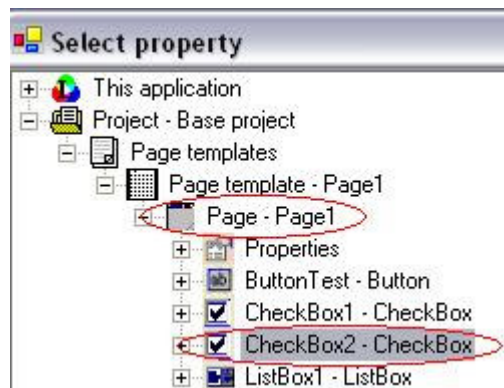 Select property
This application
Project - Base project
Page templates
Page template - Page1
Page - Page1
Properties
ButtonTest - Button
CheckBox1 - CheckBox
CheckBox2 - CheckBox
ListBox1 - ListBox